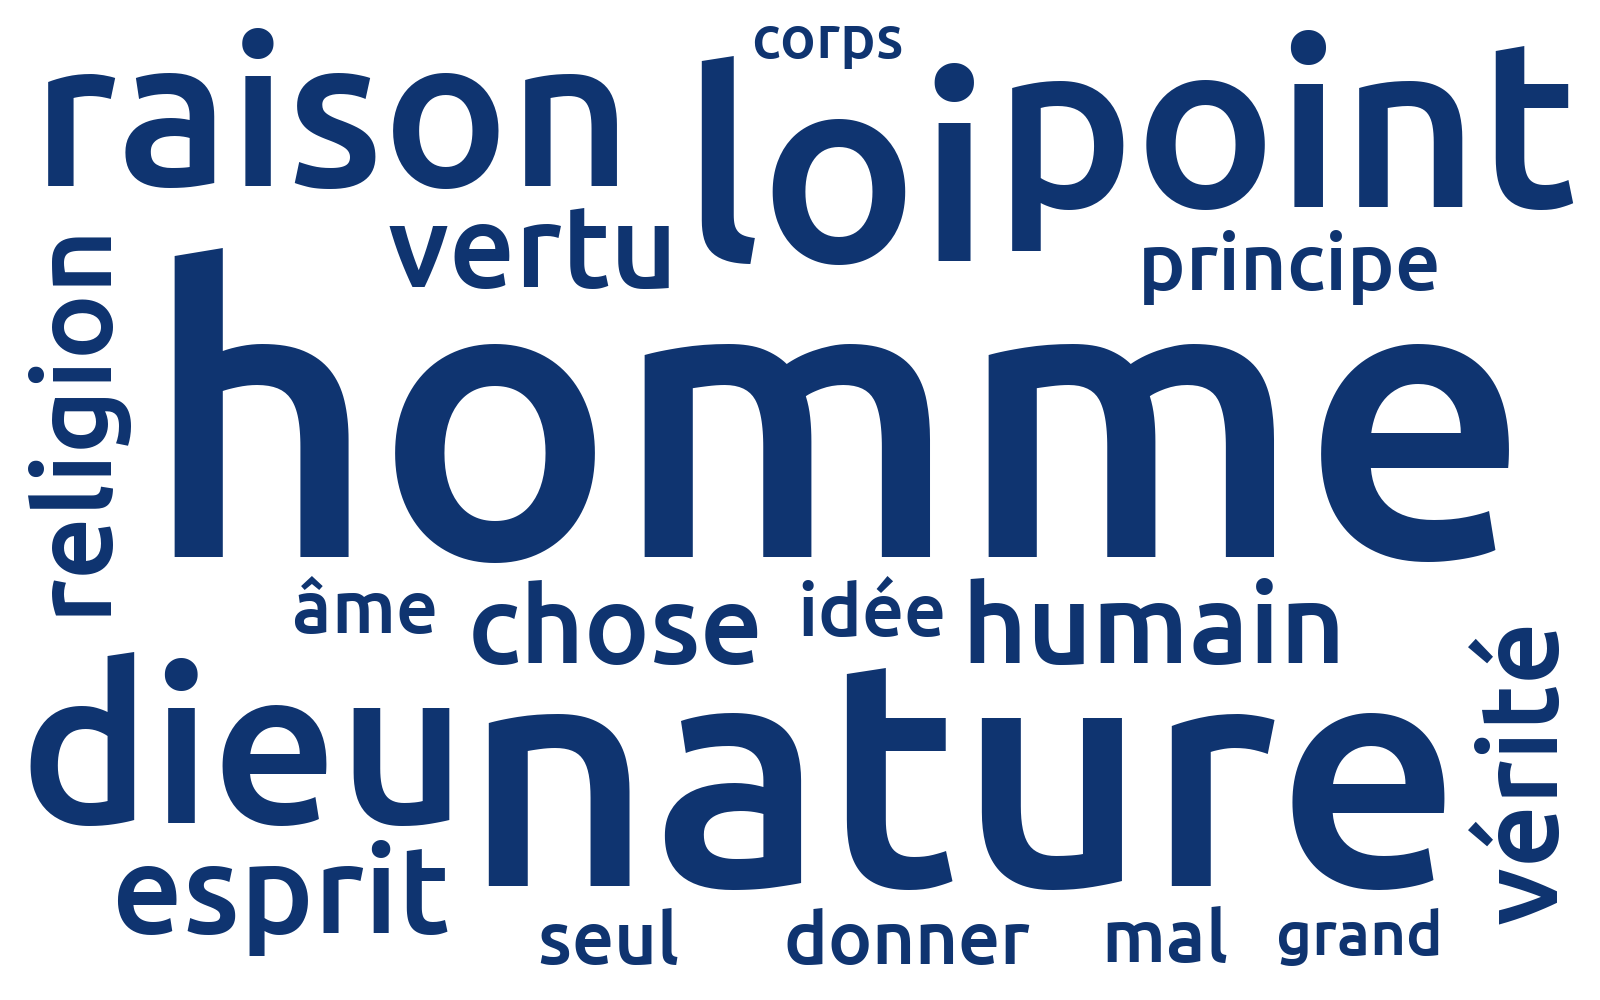 corps
raison
loi
point
vertu
principe
religion
homme
âme
chose
idée
humain
dieu
nature
vérité
esprit
seul
donner
mal
grand